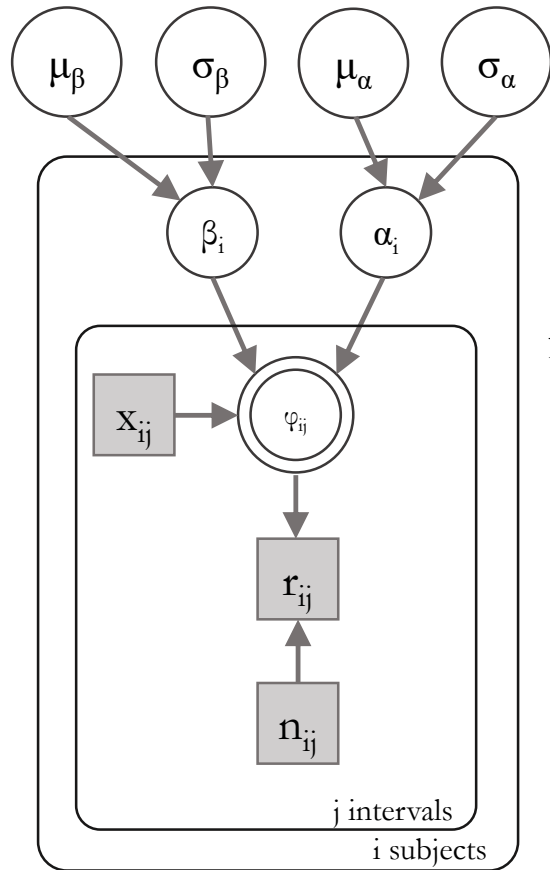 μβ σβ μα σα
βi αi
φij
xij
rij
nij
j intervals
i subjects